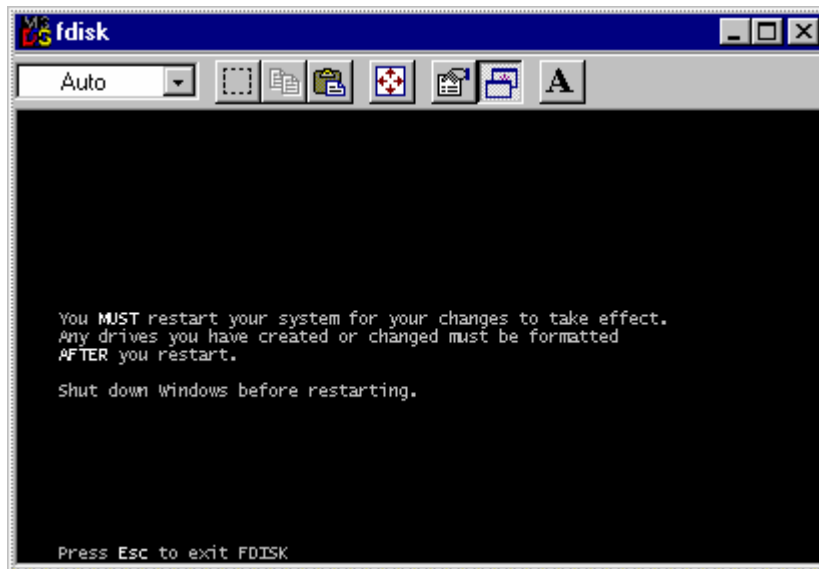 fdisk
Auto
A
You MUST restart your system for your changes to take effect.
Any drives you have created or changed must be formatted
AFTER you restart.
Shut down Windows before restarting.
Press Esc to exit FDISK